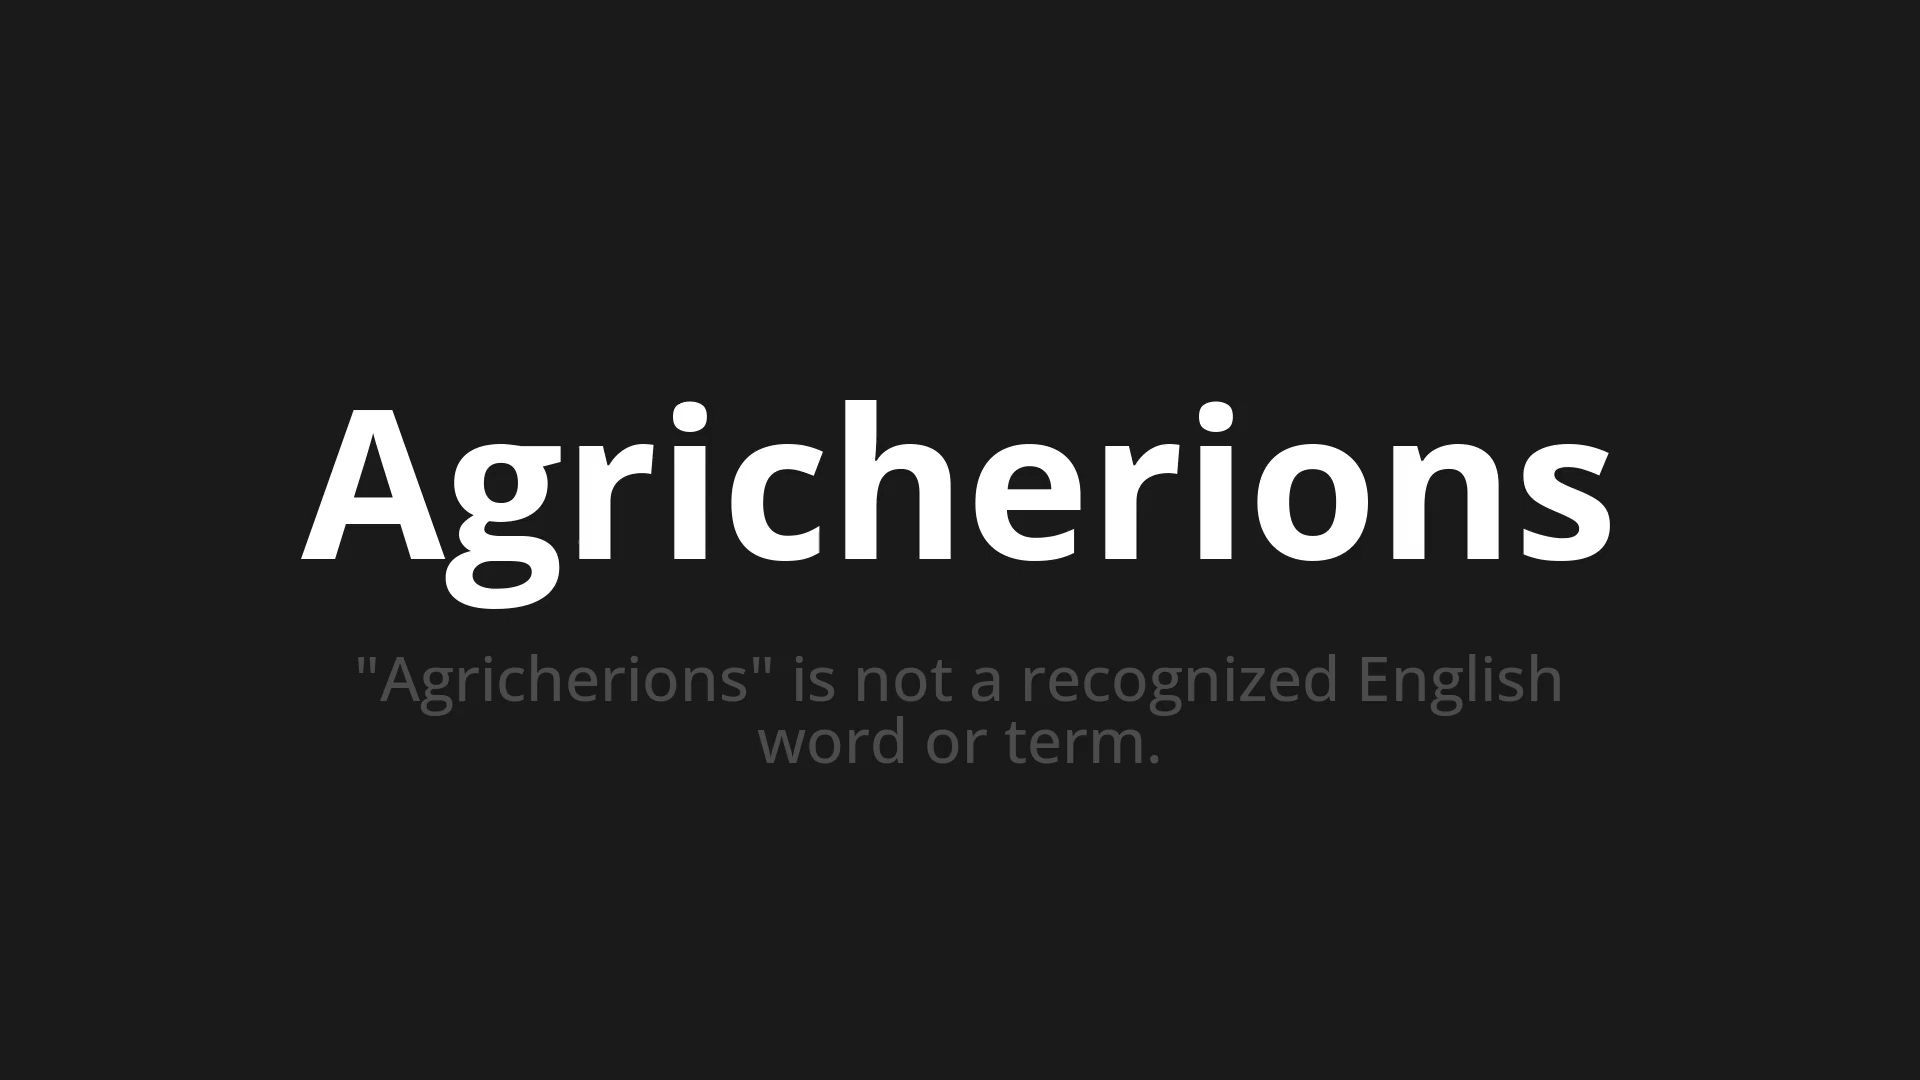 Agricherions
"Agricherions" is not a recognized English
word or term.